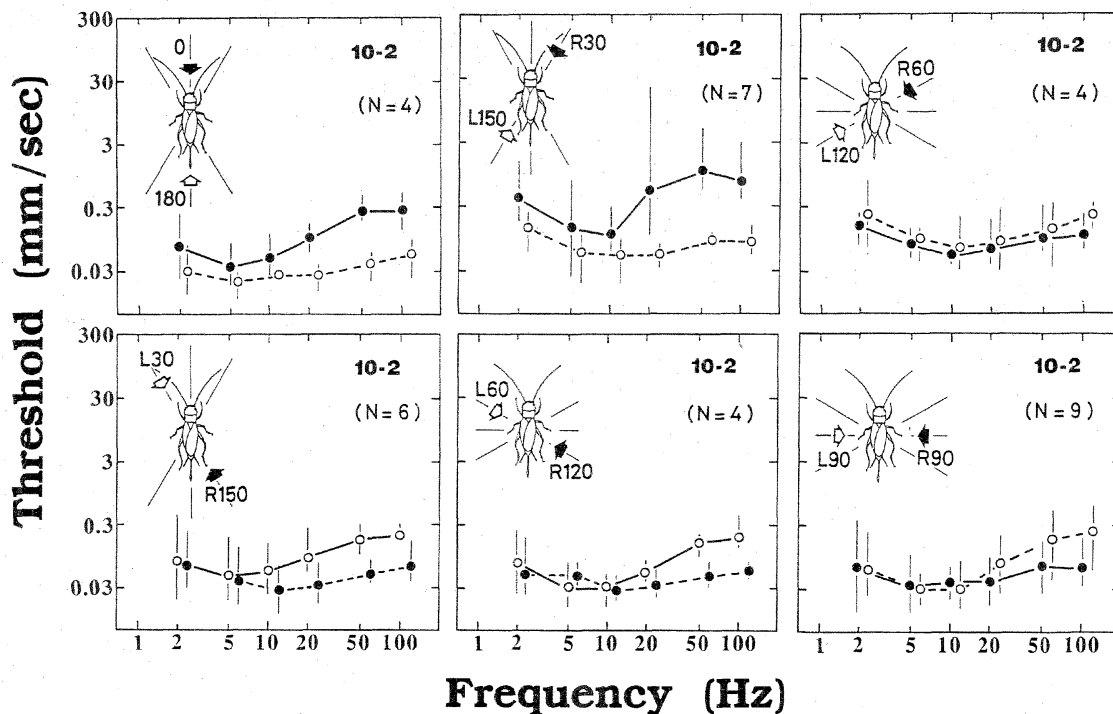 Threshold (mm/sec)
300
30
3
0.3
0.03
0
180
10-2
(N=4)
R30
L150
10-2
(N=7)
R60
L120
10-2
(N=4)
300
30
3
0.3
0.03
L30
R150
10-2
(N=6)
L60
R120
10-2
(N=4)
L90
R90
10-2
(N=9)
1 2 5 10 20 50 100
1 2 5 10 20 50 100
1 2 5 10 20 50 100
Frequency (Hz)